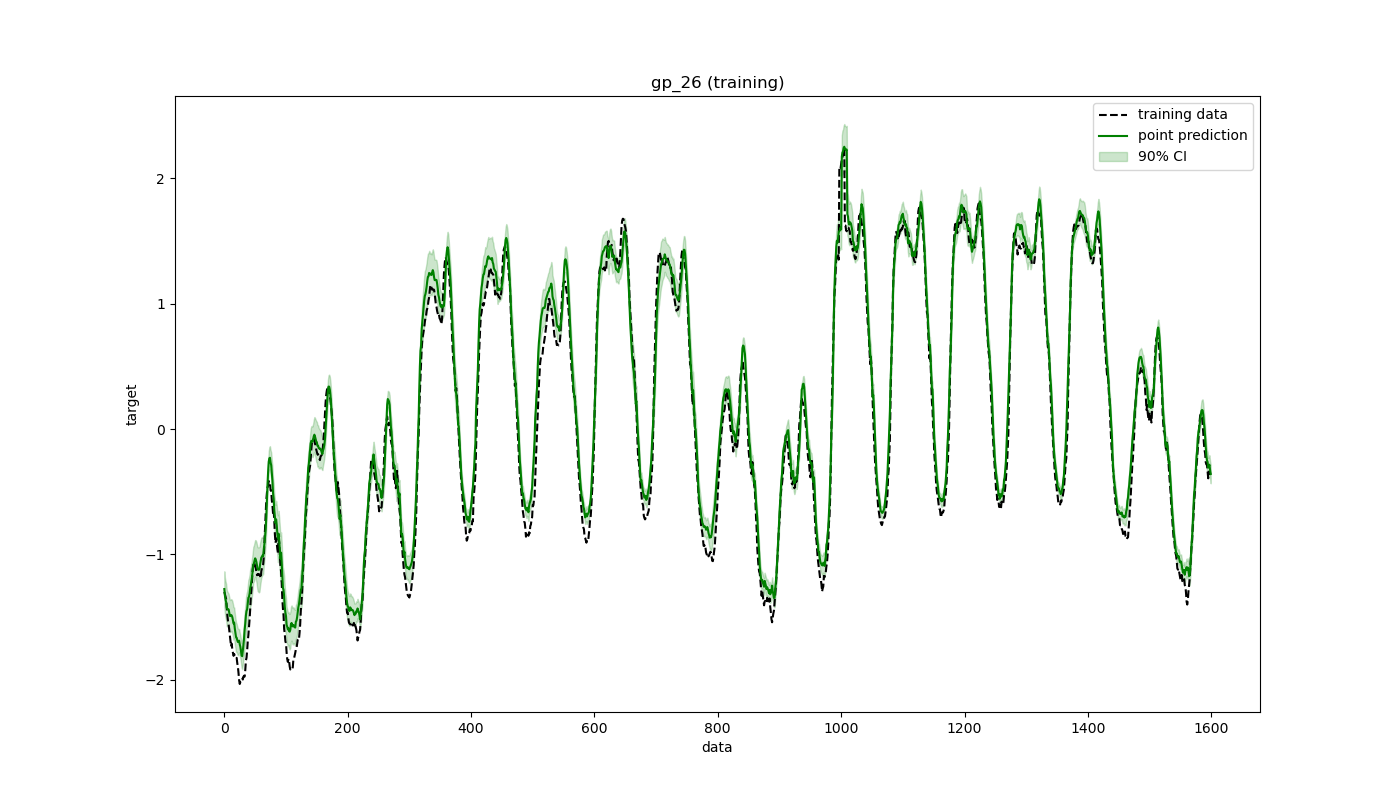 gp_26 (training)
training data
point prediction
90% CI
target
2
1
0
−1
−2
0 200 400 600 800 1000 1200 1400 1600
data